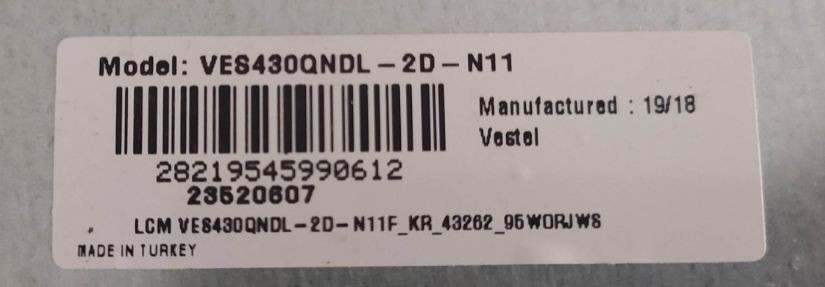 Model: VES430QNDL-2D-N11
Manufactured : 19/18
Vestel
28219545990612
23520607
LCM VES430QNDL-2D-N11F_KR_43262_95WORJWS
MADE IN TURKEY